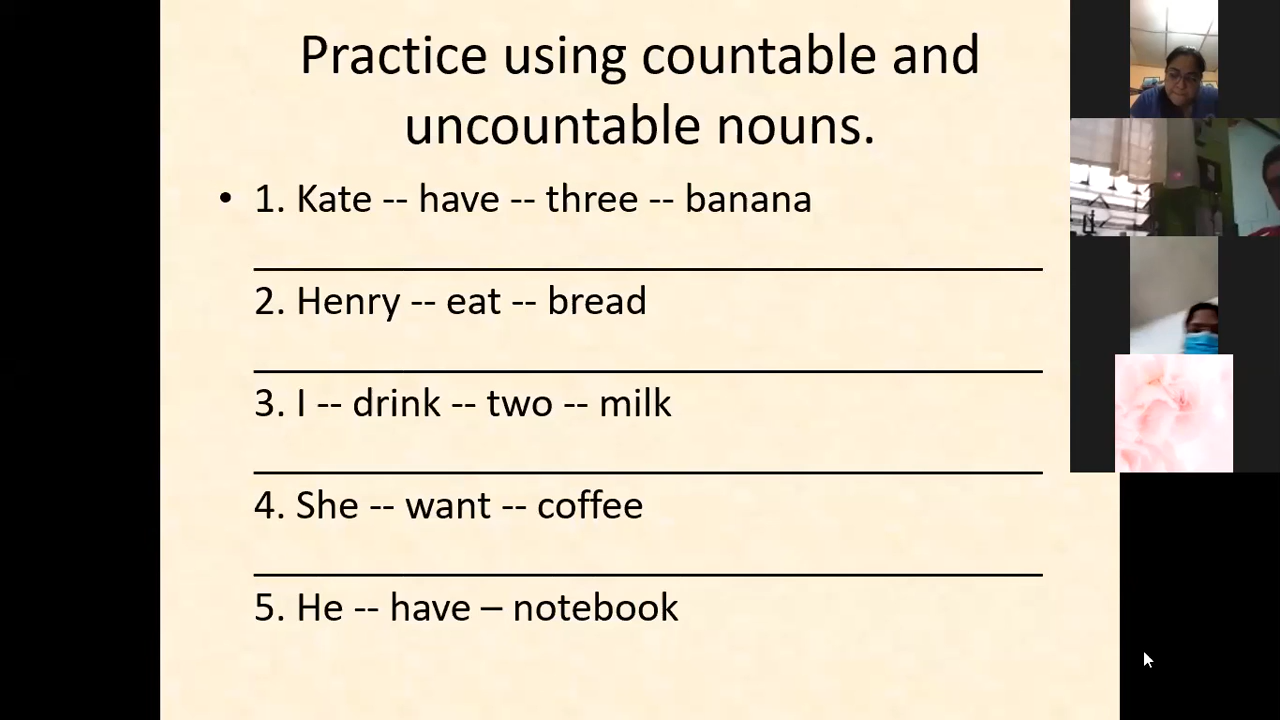 Practice using countable and
uncountable nouns.
• 1. Kate -- have -- three -- banana
2. Henry -- eat -- bread
3. I -- drink -- two -- milk
4. She -- want -- coffee
5. He -- have – notebook